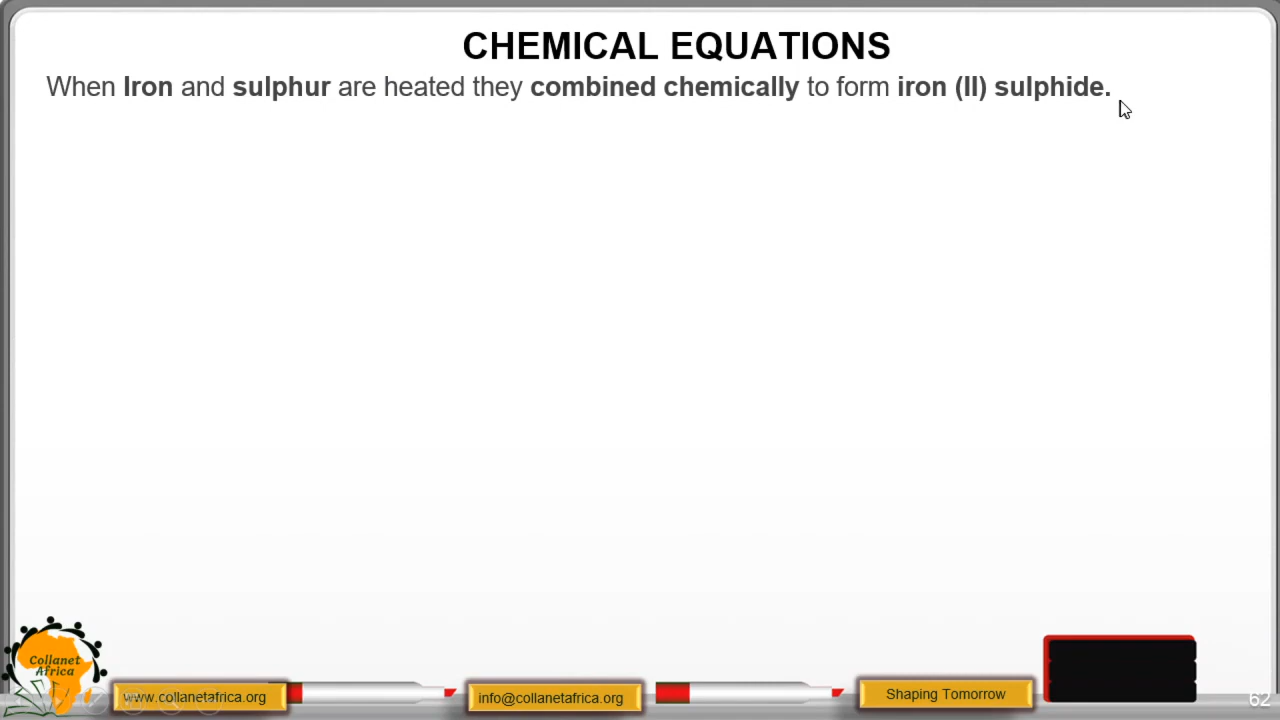 CHEMICAL EQUATIONS
When Iron and sulphur are heated they combined chemically to form iron (II) sulphide.
Collanet
Africa
www.collanetafrica.org
info@collanetafrica.org
Shaping Tomorrow
62